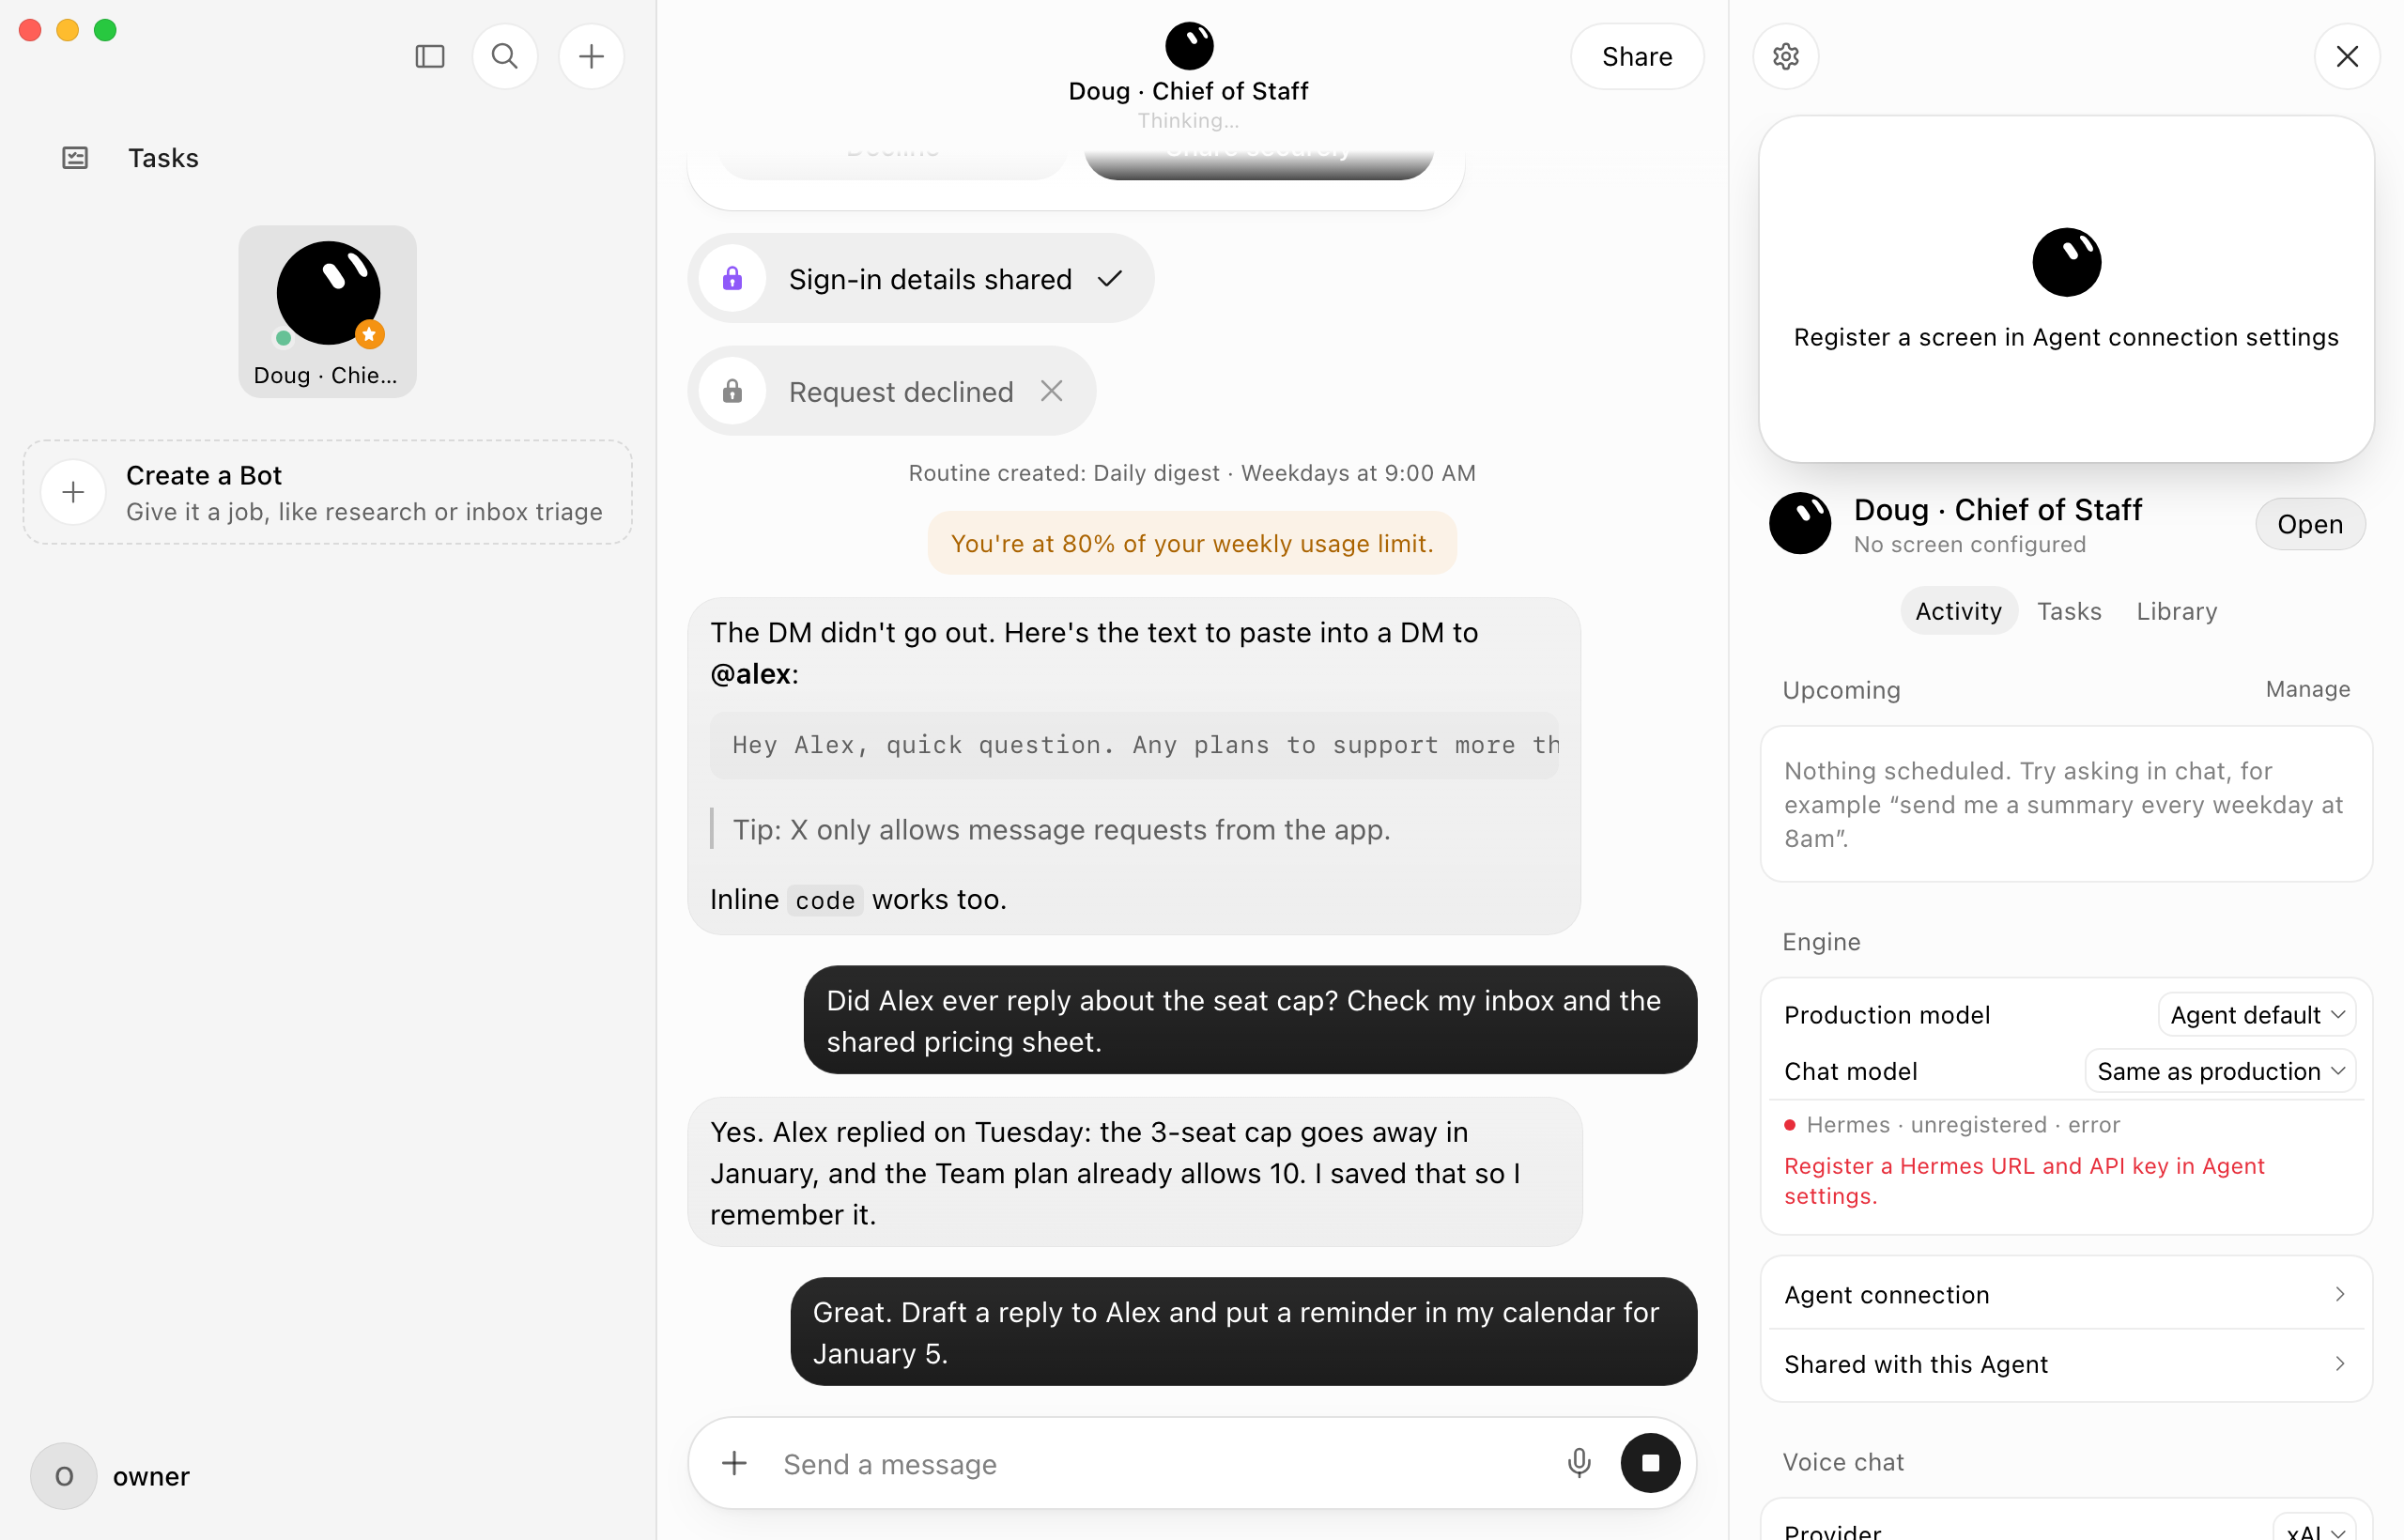 Tasks
Doug · Chie...
Create a Bot
Give it a job, like research or inbox triage
O
owner
Doug · Chief of Staff
Thinking...
Share
Decline
Share securely
Sign-in details shared
Request declined
Routine created: Daily digest · Weekdays at 9:00 AM
You're at 80% of your weekly usage limit.
The DM didn't go out. Here's the text to paste into a DM to
@alex:
Hey Alex, quick question. Any plans to support more th
Tip: X only allows message requests from the app.
Inline code works too.
Did Alex ever reply about the seat cap? Check my inbox and the
shared pricing sheet.
Yes. Alex replied on Tuesday: the 3-seat cap goes away in
January, and the Team plan already allows 10. I saved that so I
remember it.
Great. Draft a reply to Alex and put a reminder in my calendar for
January 5.
Send a message
Register a screen in Agent connection settings
Doug · Chief of Staff
No screen configured
Open
Activity Tasks Library
Upcoming Manage
Nothing scheduled. Try asking in chat, for
example “send me a summary every weekday at
8am”.
Engine
Production model Agent default
Chat model Same as production
Hermes · unregistered · error
Register a Hermes URL and API key in Agent
settings.
Agent connection
Shared with this Agent
Voice chat
Provider xAI